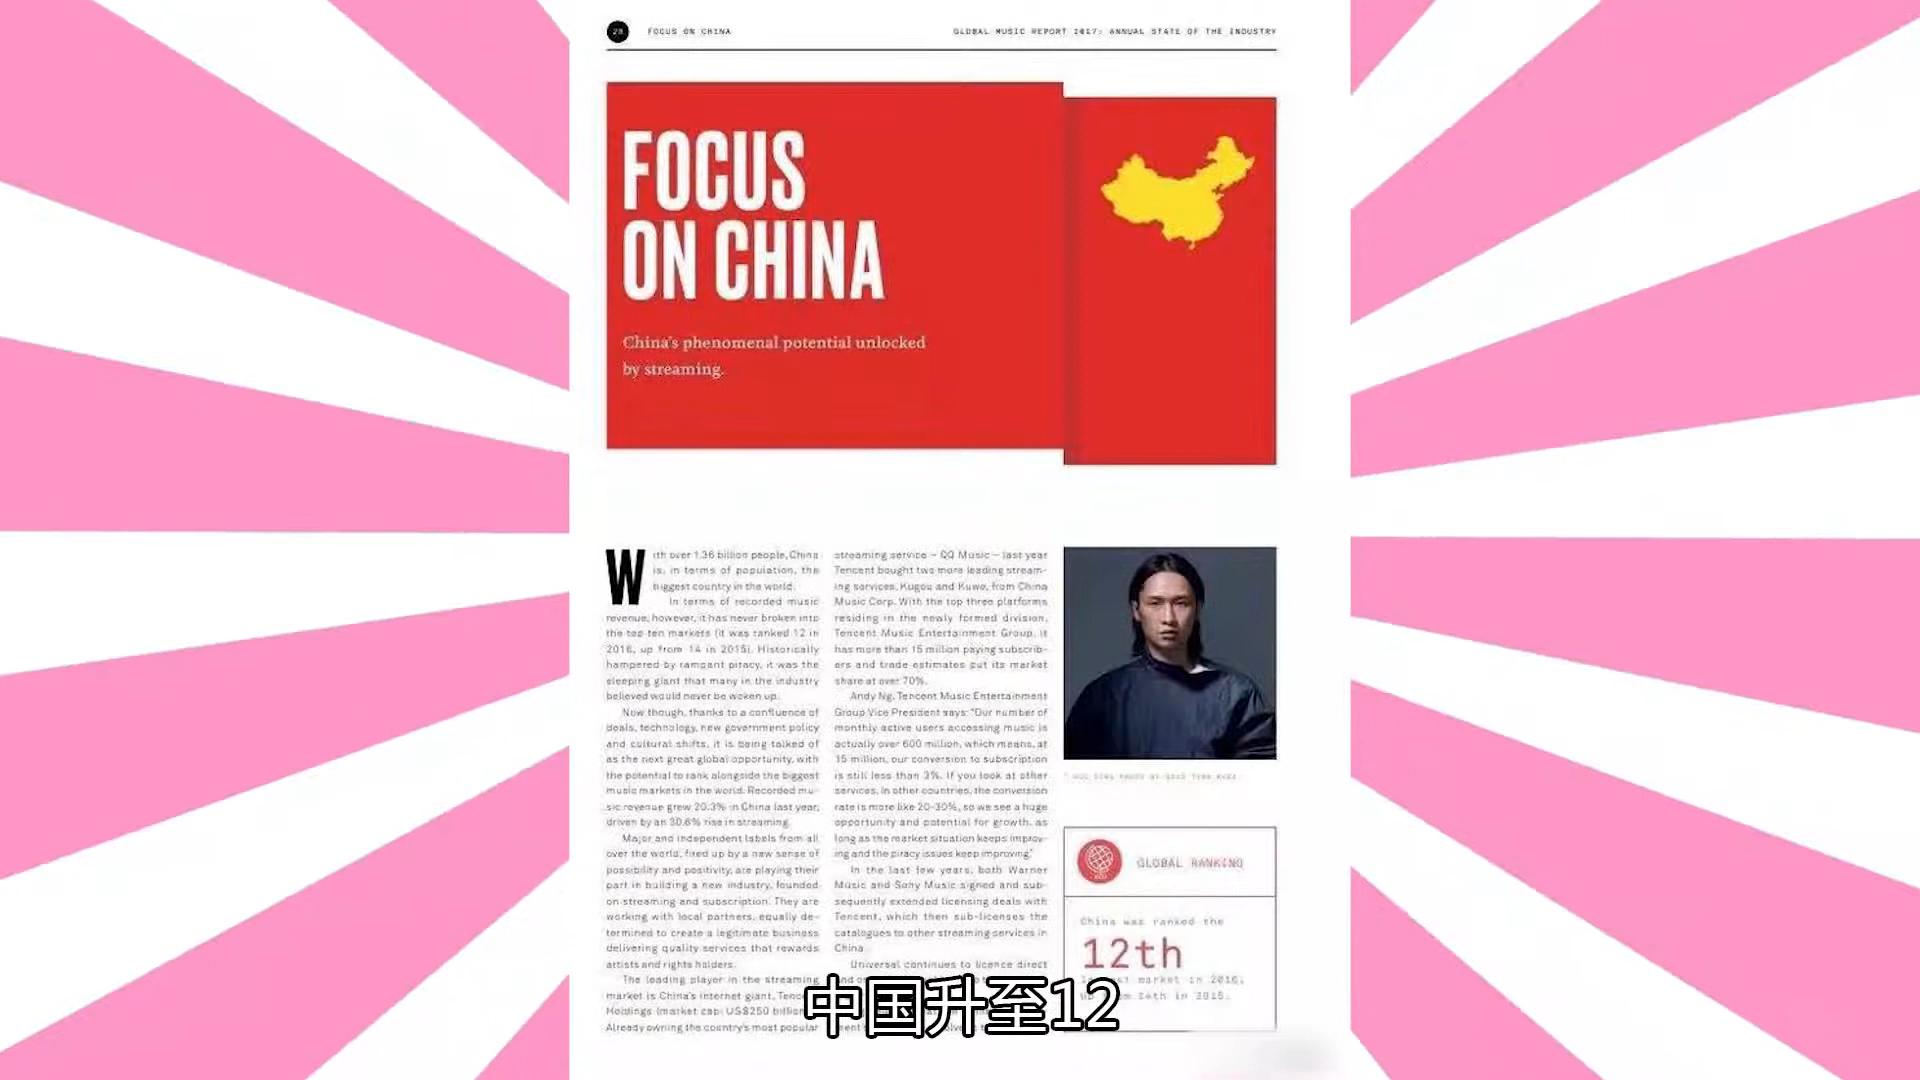 28
FOCUS ON CHINA
GLOBAL MUSIC REPORT 2017: ANNUAL STATE OF THE INDUSTRY
FOCUS
ON CHINA
China's phenomenal potential unlocked
by streaming.
With over 1.36 billion people, China
is, in terms of population, the
biggest country in the world.
In terms of recorded music
revenue, however, it has never broken into
the top ten markets (it was ranked 12 in
2016, up from 14 in 2015). Historically
hampered by rampant piracy, it was the
sleeping giant that many in the industry
believed would never be woken up.
Now though, thanks to a confluence of
deals, technology, new government policy
and cultural shifts, it is being talked of
as the next great global opportunity, with
the potential to rank alongside the biggest
music markets in the world. Recorded mu-
sic revenue grew 20.3% in China last year,
driven by an 30.6% rise in streaming.
Major and independent labels from all
over the world, fired up by a new sense of
possibility and positivity, are playing their
part in building a new industry, founded
on streaming and subscription. They are
working with local partners, equally de-
termined to create a legitimate business
delivering quality services that rewards
artists and rights holders.
The leading player in the streaming
market is China's internet giant, Tence
Holdings (market cap: US$250 billion
Already owning the country's most popular
streaming service – QQ Music – last year
Tencent bought two more leading stream-
ing services, Kugou and Kuwo, from China
Music Corp. With the top three platforms
residing in the newly formed division,
Tencent Music Entertainment Group, it
has more than 15 million paying subscrib-
ers and trade estimates put its market
share at over 70%.
Andy Ng, Tencent Music Entertainment
Group Vice President says: "Our number of
monthly active users accessing music is
actually over 600 million, which means, at
15 million, our conversion to subscription
is still less than 3%. If you look at other
services, in other countries, the conversion
rate is more like 20-30%, so we see a huge
opportunity and potential for growth, as
long as the market situation keeps improv-
ing and the piracy issues keep improving."
In the last few years, both Warner
Music and Sony Music signed and sub-
sequently extended licensing deals with
Tencent, which then sub-licenses the
catalogues to other streaming services in
China.
Universal continues to licence direct
GLOBAL RANKING
China was ranked the
12th
market in 2016,
in 2015.
中国升至12